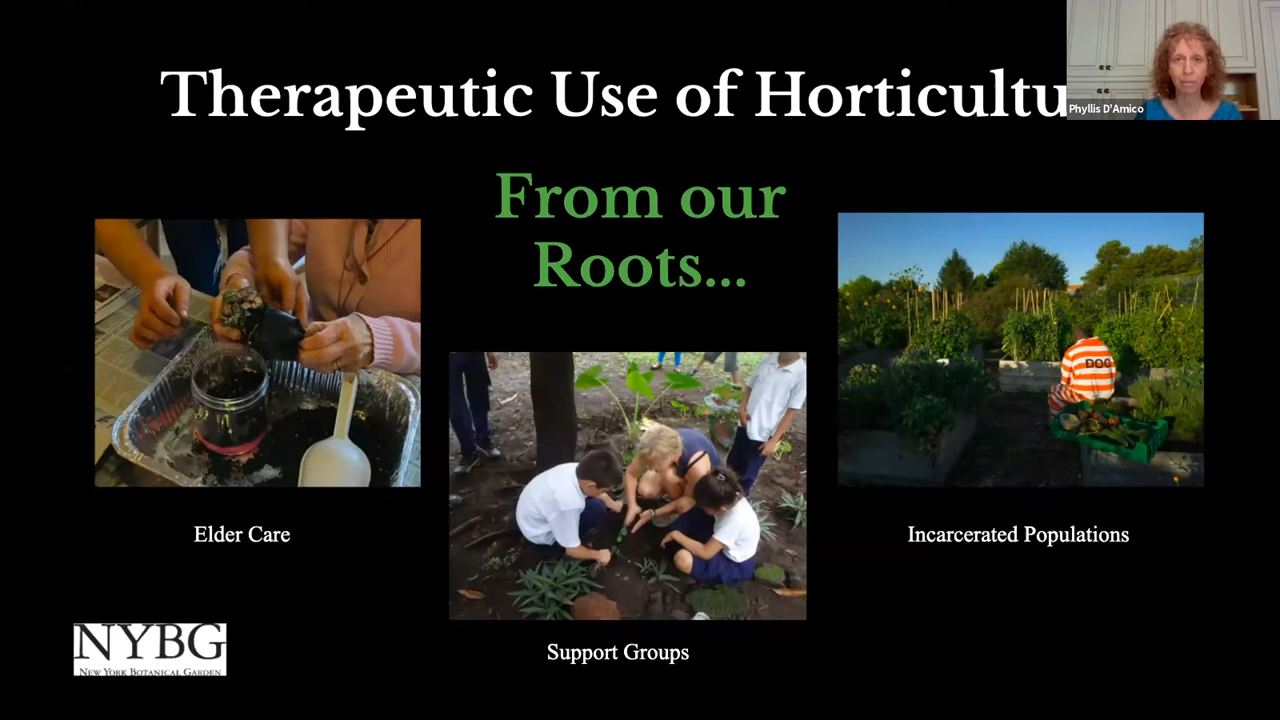 Therapeutic Use of Horticultu
Phyllis D'Amico
From our
Roots...
DOC
Elder Care
Incarcerated Populations
Support Groups
NYBG
NEW YORK BOTANICAL GARDEN